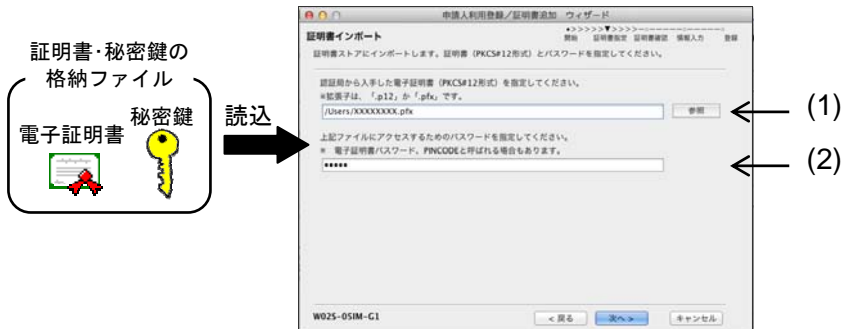 証明書・秘密鍵の
格納ファイル
電子証明書
秘密鍵
読込
申請人利用登録／証明書追加 ウィザード
証明書インポート
●>>>>>▼>>>>-○--------○--------○
開始 証明書指定 証明書確認 情報入力 登録
証明書ストアにインポートします。証明書（PKCS#12形式）とパスワードを指定してください。
認証局から入手した電子証明書（PKCS#12形式）を指定してください。
※拡張子は、「.p12」か「.pfx」です。
/Users/XXXXXXXX.pfx
参照
(1)
上記ファイルにアクセスするためのパスワードを指定してください。
※ 電子証明書パスワード、PINCODEと呼ばれる場合もあります。
●●●●●
(2)
W02S-0SIM-G1
< 戻る
次へ >
キャンセル